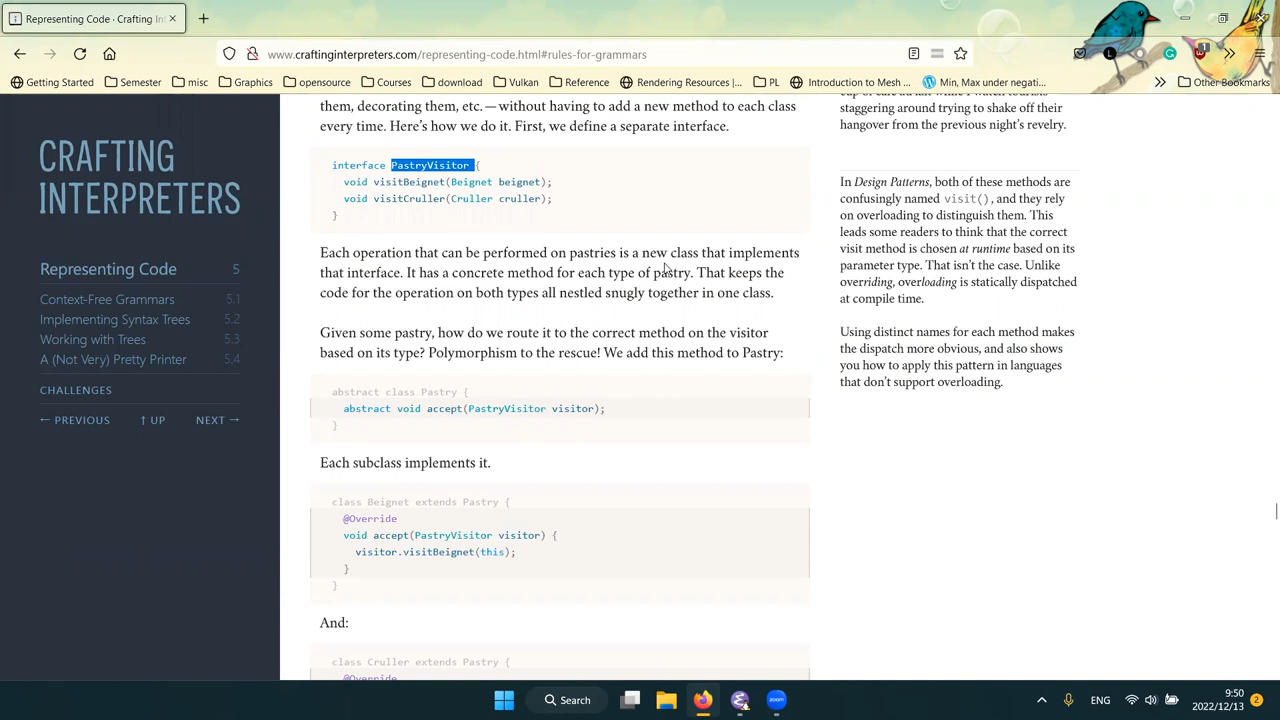 Representing Code · Crafting In
www.craftinginterpreters.com/representing-code.html#rules-for-grammars
Getting Started
Semester
misc
Graphics
opensource
Courses
download
Vulkan
Reference
Rendering Resources |...
PL
Introduction to Mesh ...
Min, Max under negati...
Other Bookmarks
CRAFTING
INTERPRETERS
Representing Code 5
Context-Free Grammars 5.1
Implementing Syntax Trees 5.2
Working with Trees 5.3
A (Not Very) Pretty Printer 5.4
CHALLENGES
← PREVIOUS ↑ UP NEXT →
them, decorating them, etc.—without having to add a new method to each class
every time. Here's how we do it. First, we define a separate interface.
interface PastryVisitor {
void visitBeignet(Beignet beignet);
void visitCruller(Cruller cruller);
}
Each operation that can be performed on pastries is a new class that implements
that interface. It has a concrete method for each type of pastry. That keeps the
code for the operation on both types all nestled snugly together in one class.
Given some pastry, how do we route it to the correct method on the visitor
based on its type? Polymorphism to the rescue! We add this method to Pastry:
abstract class Pastry {
abstract void accept(PastryVisitor visitor);
}
Each subclass implements it.
class Beignet extends Pastry {
@Override
void accept(PastryVisitor visitor) {
visitor.visitBeignet(this);
}
}
And:
class Cruller extends Pastry {
@Override
staggering around trying to shake off their
hangover from the previous night's revelry.
In Design Patterns, both of these methods are
confusingly named visit(), and they rely
on overloading to distinguish them. This
leads some readers to think that the correct
visit method is chosen at runtime based on its
parameter type. That isn't the case. Unlike
overriding, overloading is statically dispatched
at compile time.
Using distinct names for each method makes
the dispatch more obvious, and also shows
you how to apply this pattern in languages
that don't support overloading.
Search
ENG
9:50
2022/12/13
2